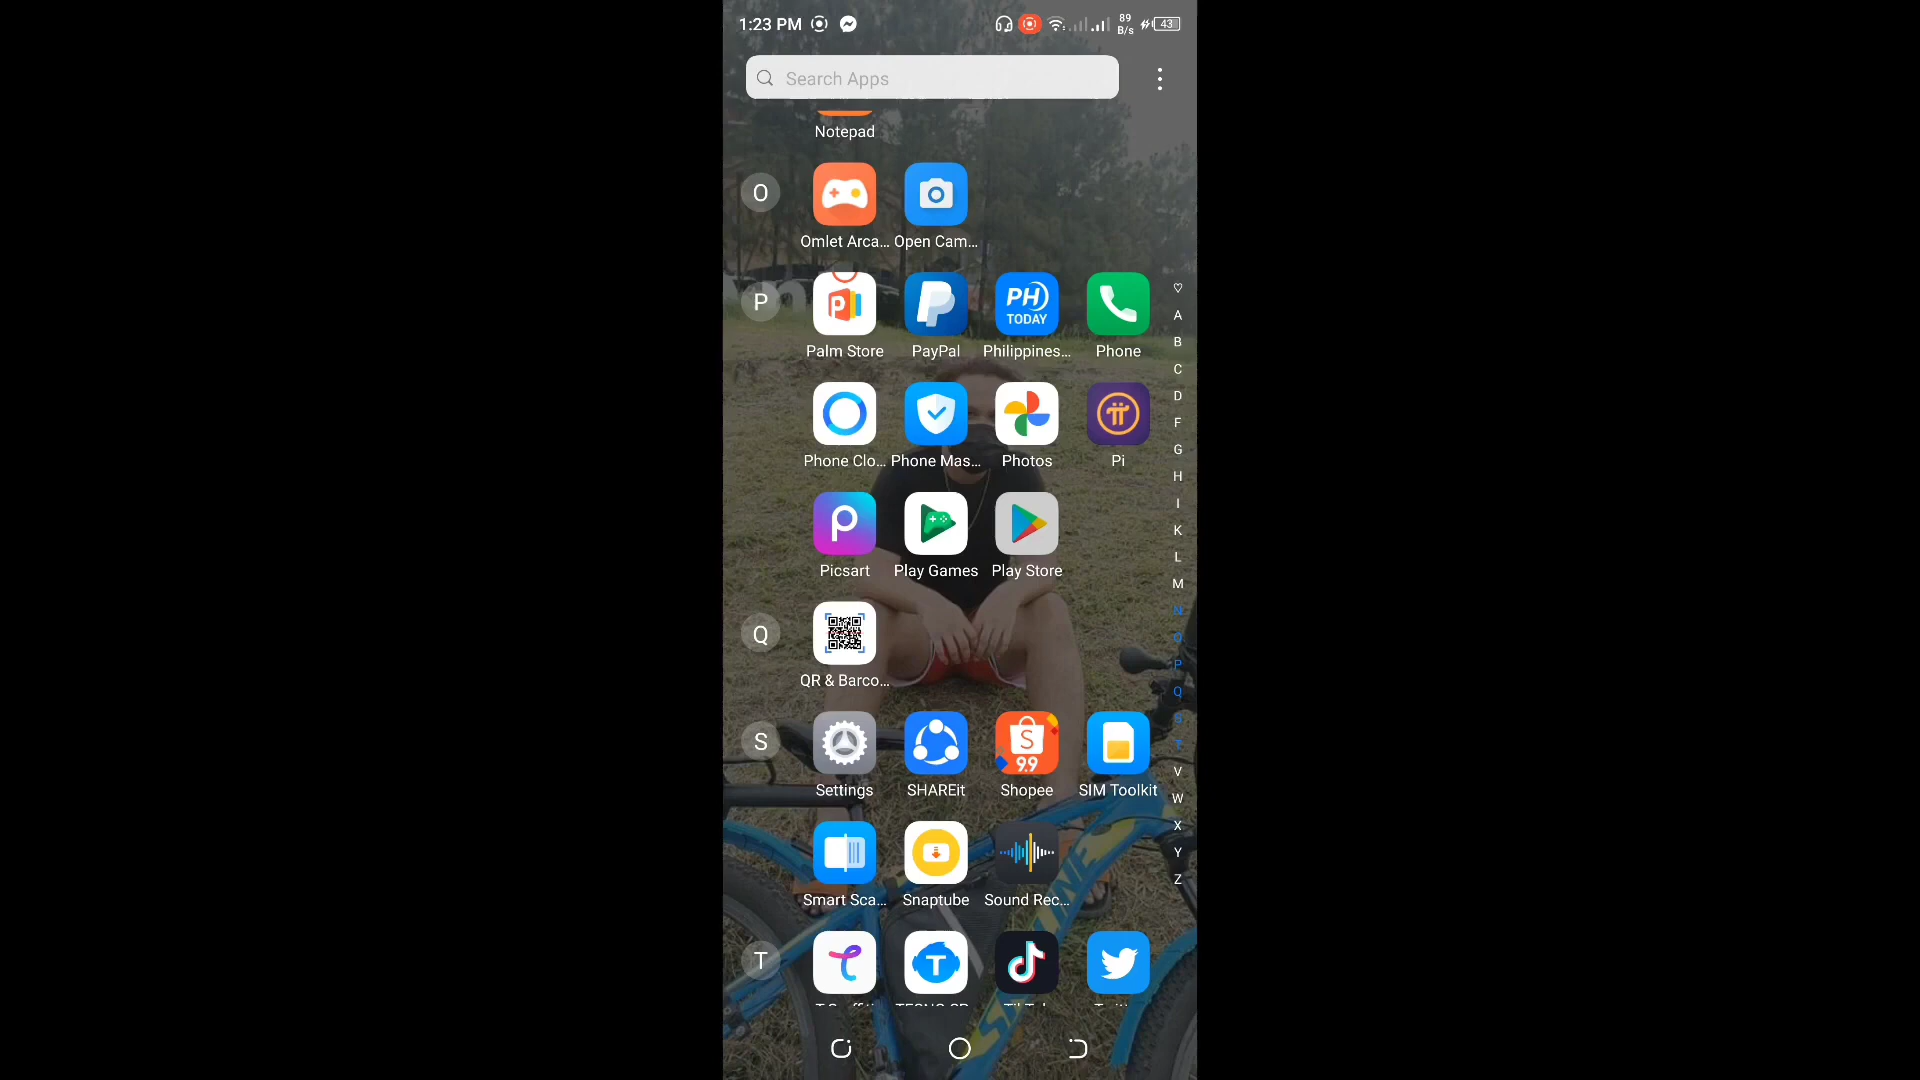 1:23 PM
89
B/s
43
Search Apps
Notepad
O
Omlet Arca... Open Cam...
P
PH
TODAY
Palm Store PayPal Philippines... Phone
Phone Clo... Phone Mas... Photos Pi
Picsart Play Games Play Store
Q
QR & Barco...
S
9.9
Settings SHAREit Shopee SIM Toolkit
Smart Sca... Snaptube Sound Rec...
T
A
B
C
D
F
G
H
I
K
L
M
N
O
P
Q
S
T
V
W
X
Y
Z